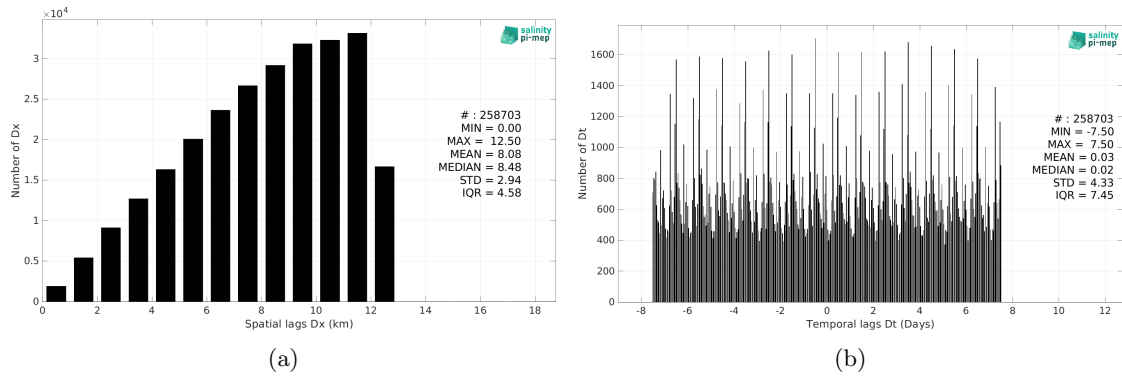 ×10⁴
3
2.5
2
1.5
1
0.5
0
0 2 4 6 8 10 12 14 16 18
Number of Dx
Spatial lags Dx (km)
salinity
pi-mep
# : 258703
MIN = 0.00
MAX = 12.50
MEAN = 8.08
MEDIAN = 8.48
STD = 2.94
IQR = 4.58
(a)
1600
1400
1200
1000
800
600
400
200
0
-8 -6 -4 -2 0 2 4 6 8 10 12
Number of Dt
Temporal lags Dt (Days)
salinity
pi-mep
# : 258703
MIN = -7.50
MAX = 7.50
MEAN = 0.03
MEDIAN = 0.02
STD = 4.33
IQR = 7.45
(b)